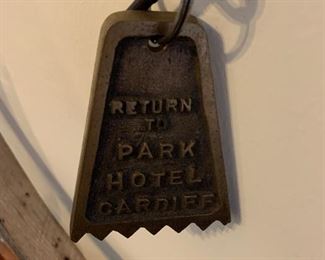 RETURN
TO
PARK
HOTEL
CARDIFF